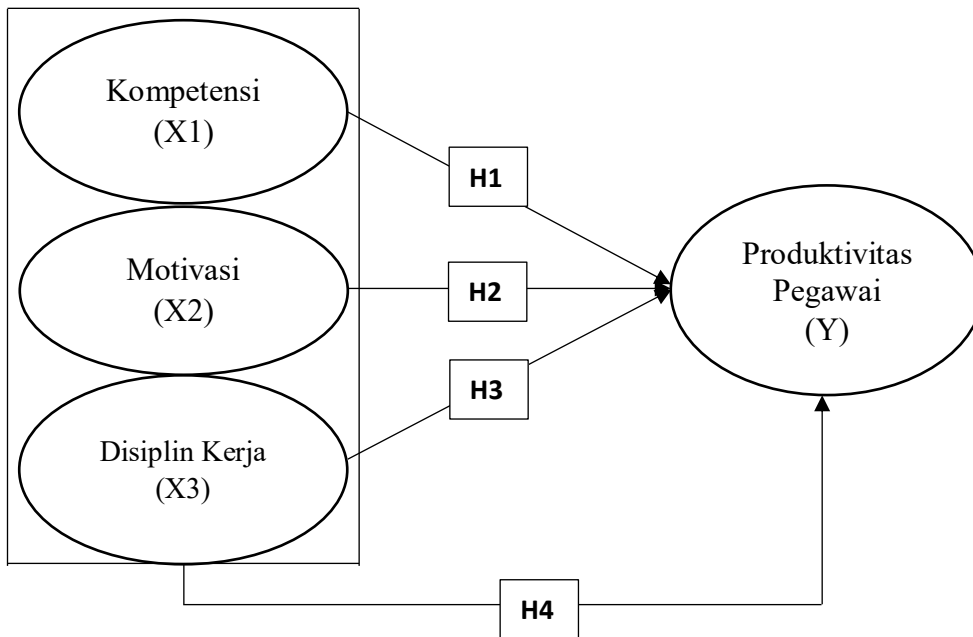 Kompetensi
(X1)
H1
Motivasi
(X2)
H2
Produktivitas
Pegawai
(Y)
H3
Disiplin Kerja
(X3)
H4